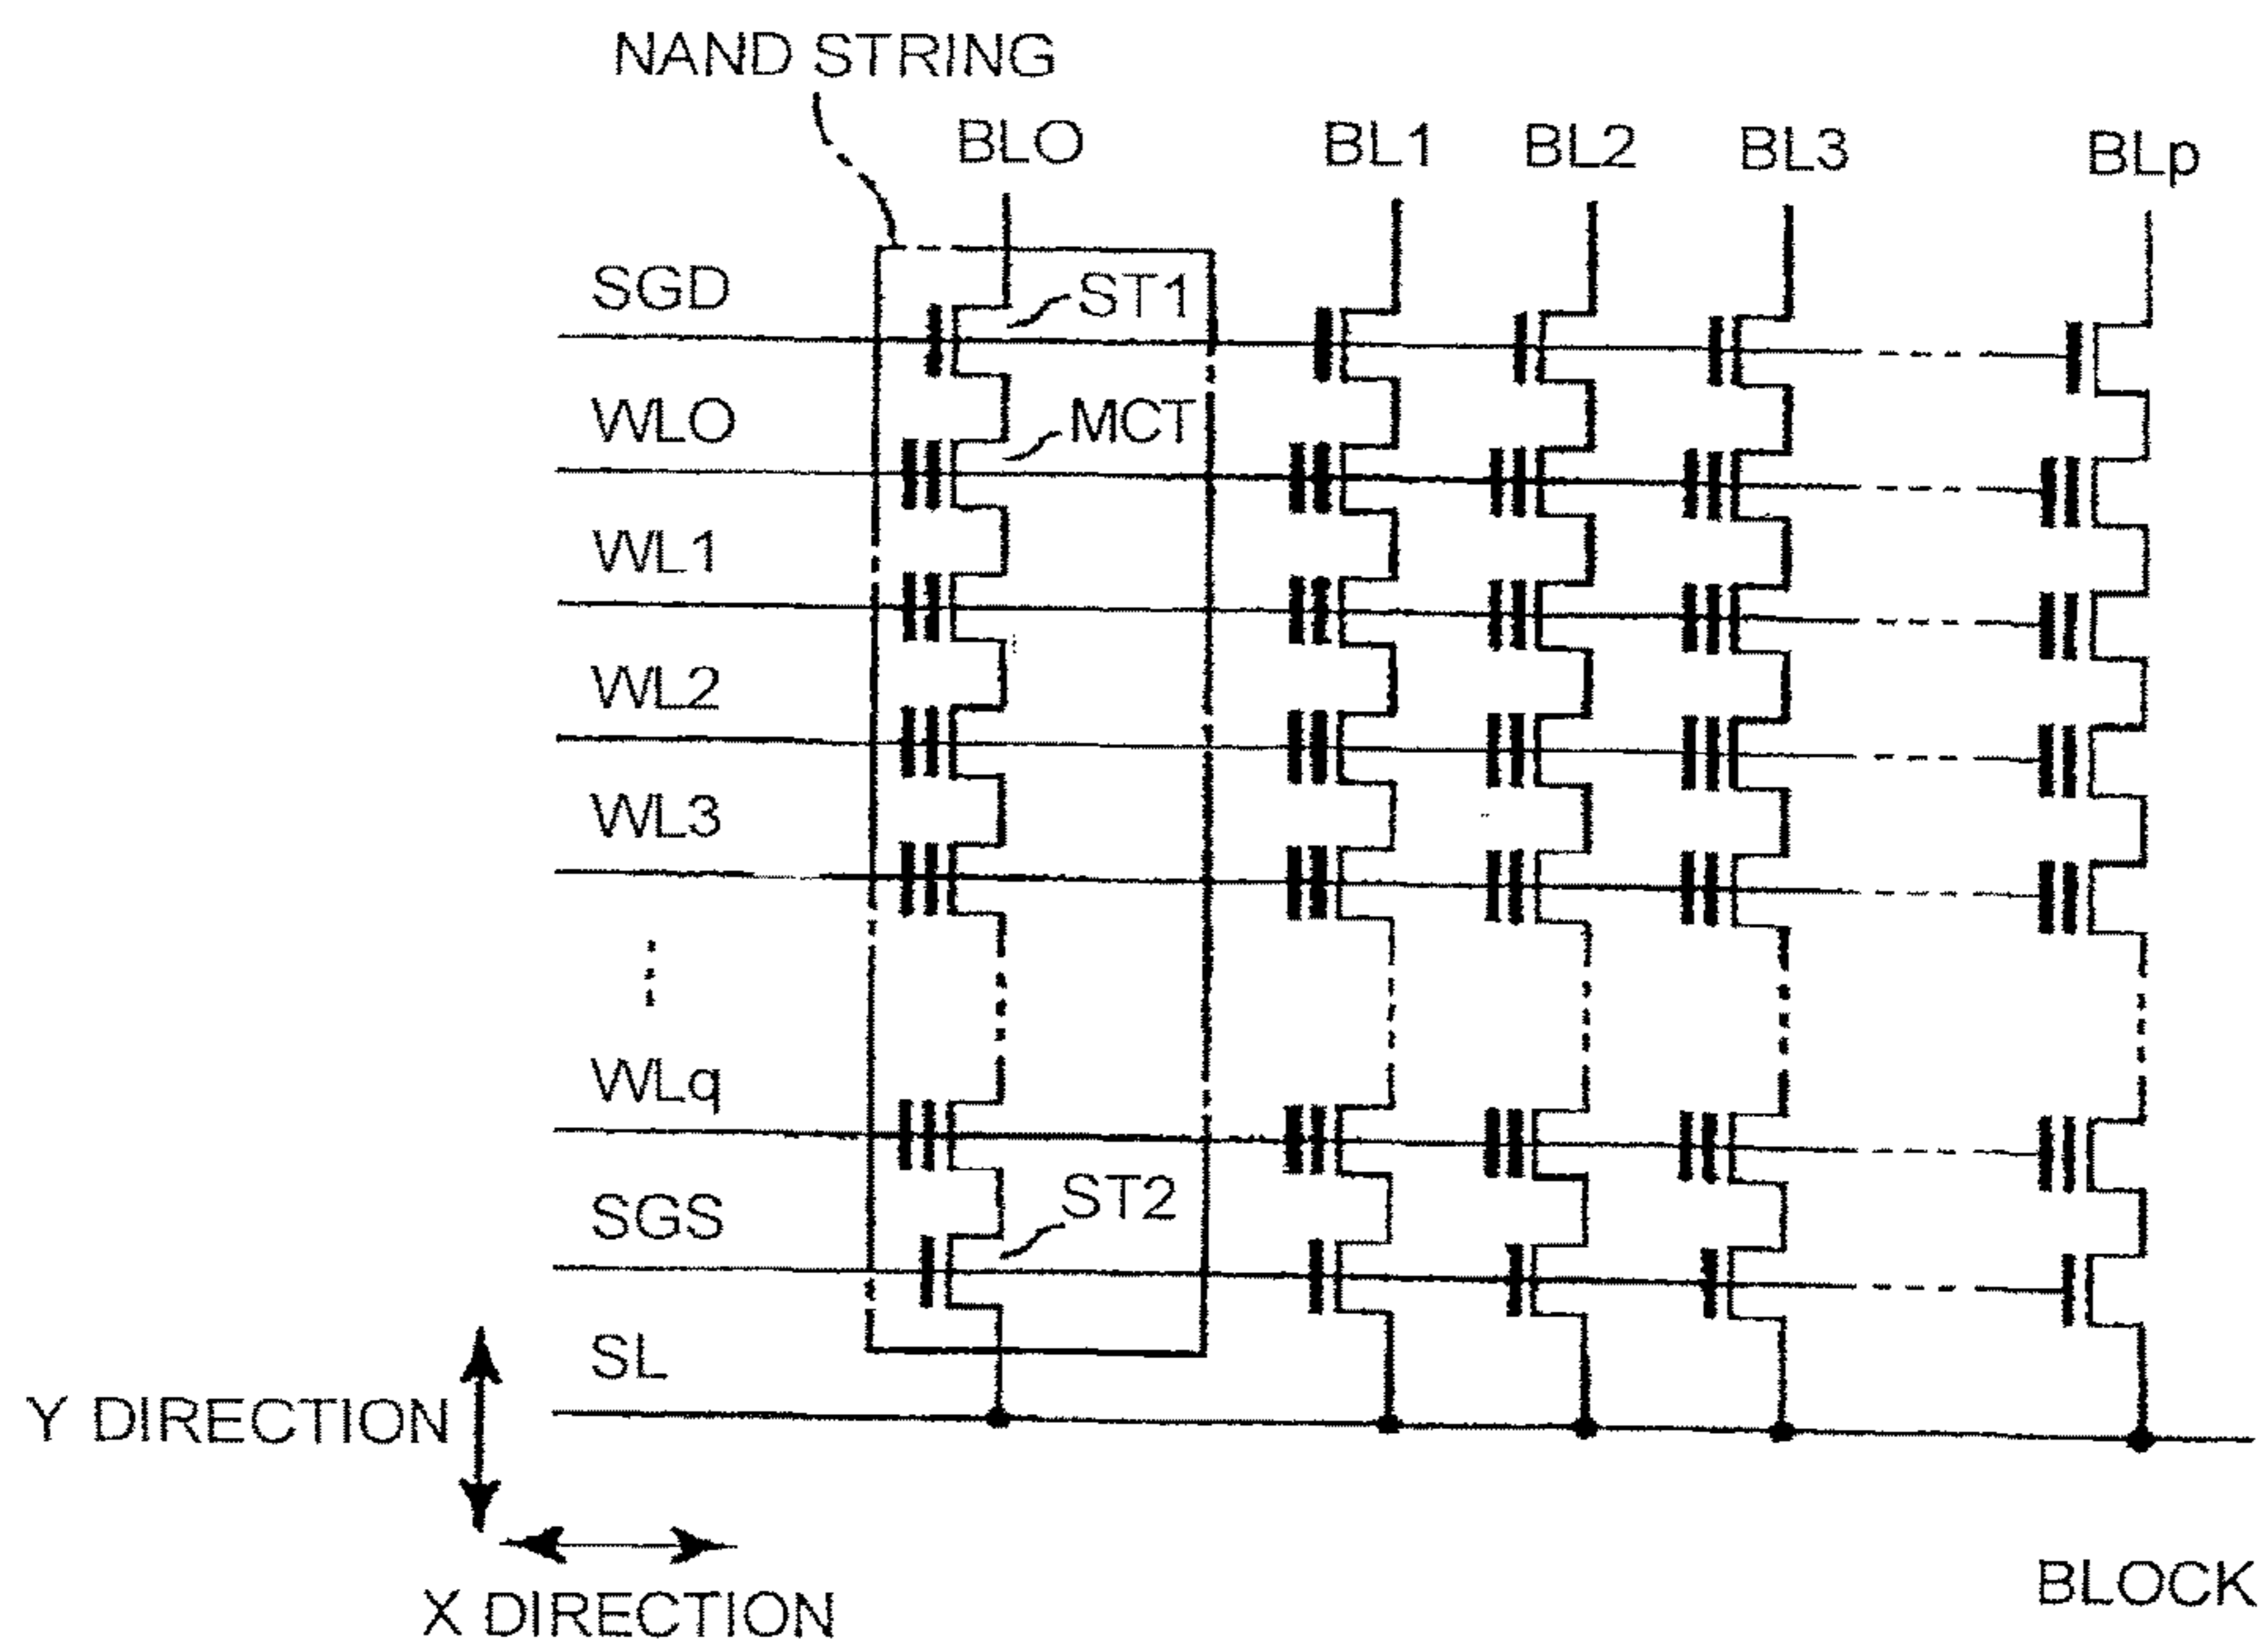 NAND STRING
BL0
BL1
BL2
BL3
BLp
SGD
ST1
WL0
MCT
WL1
WL2
WL3
WLq
SGS
ST2
SL
Y DIRECTION
X DIRECTION
BLOCK